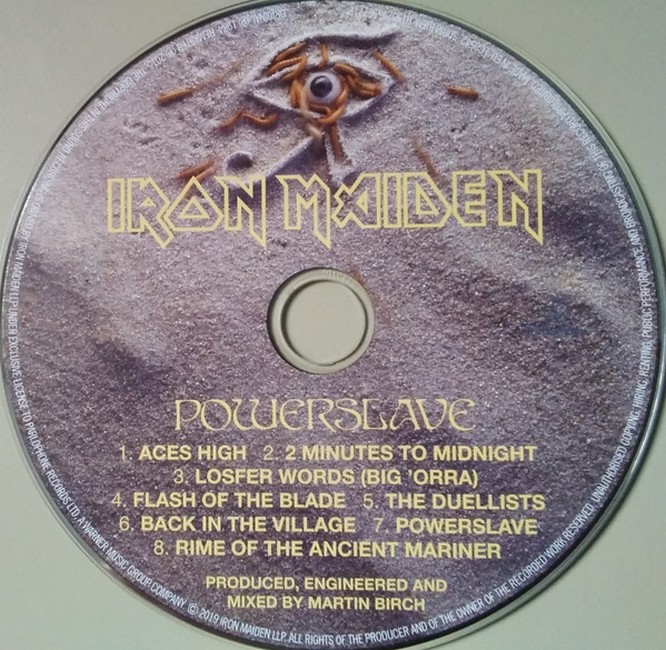 IRON MAIDEN
POWERSLAVE
1. ACES HIGH 2. 2 MINUTES TO MIDNIGHT
3. LOSFER WORDS (BIG 'ORRA)
4. FLASH OF THE BLADE 5. THE DUELLISTS
6. BACK IN THE VILLAGE 7. POWERSLAVE
8. RIME OF THE ANCIENT MARINER
PRODUCED, ENGINEERED AND
MIXED BY MARTIN BIRCH
IRON MAIDEN LLP UNDER EXCLUSIVE LICENSE TO PARLOPHONE RECORDS LTD, A WARNER MUSIC GROUP COMPANY. © 2019 IRON MAIDEN LLP. ALL RIGHTS OF THE PRODUCER AND OF THE OWNER OF THE RECORDED WORK RESERVED. UNAUTHORISED COPYING, HIRING, RENTING, PUBLIC PERFORMANCE AND BROADCASTING